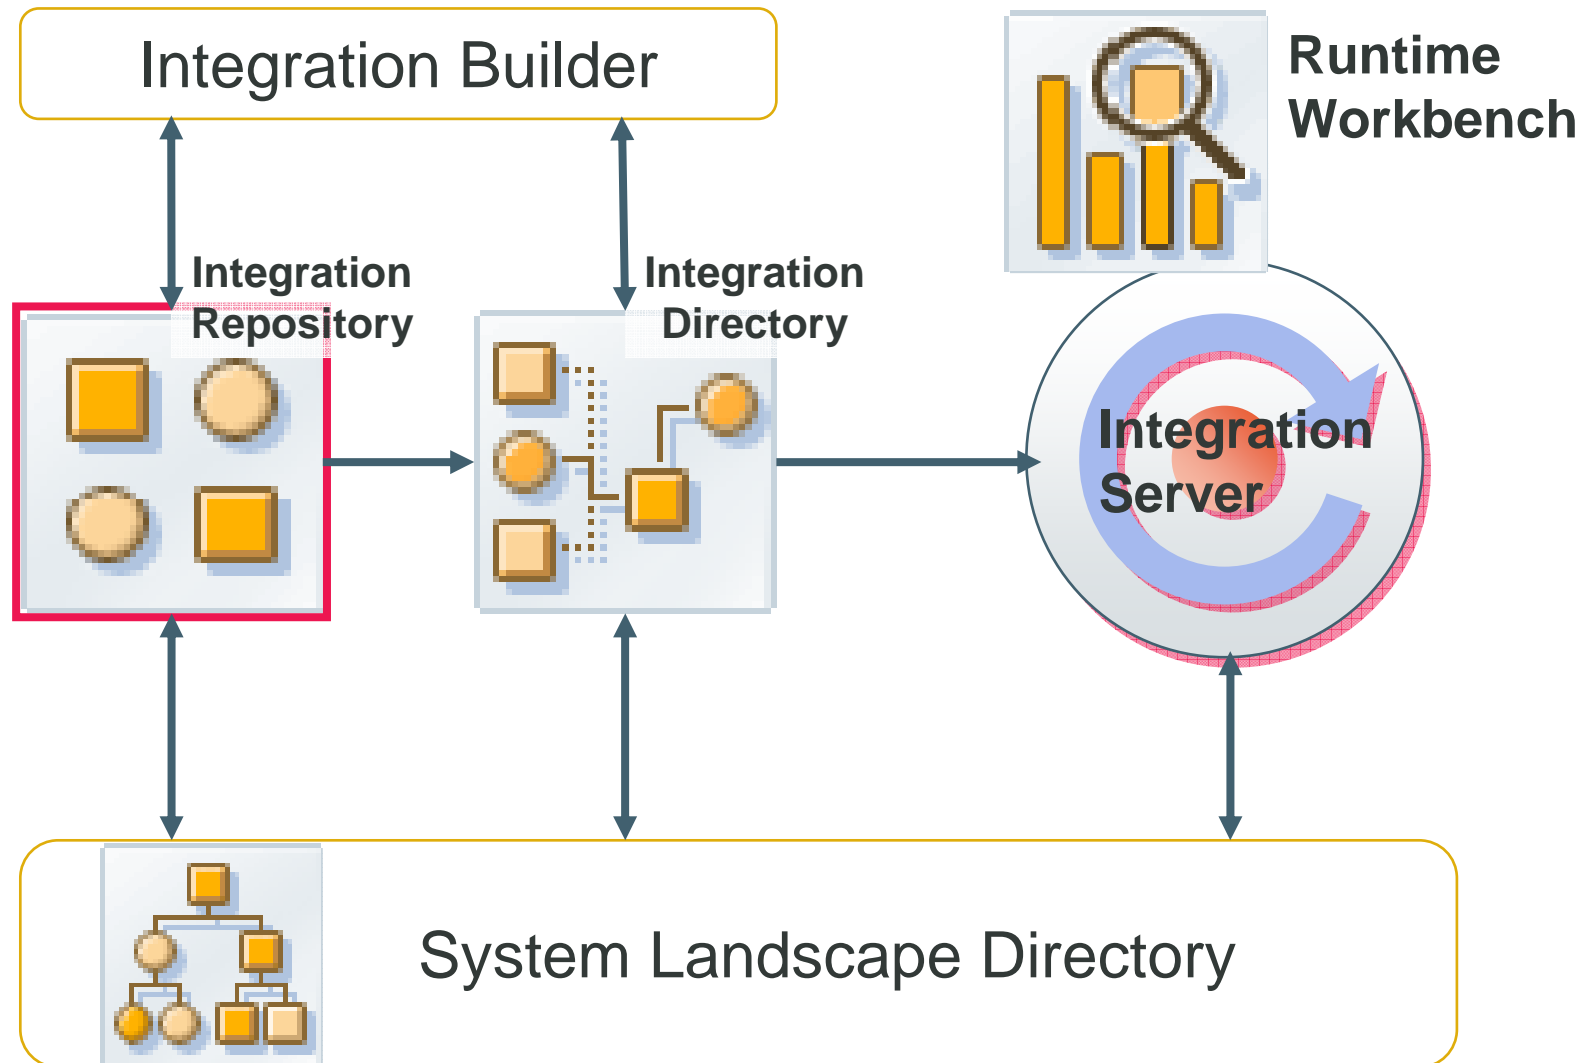 Integration Builder
Runtime
Workbench
Integration
Repository
Integration
Directory
Integration
Server
System Landscape Directory